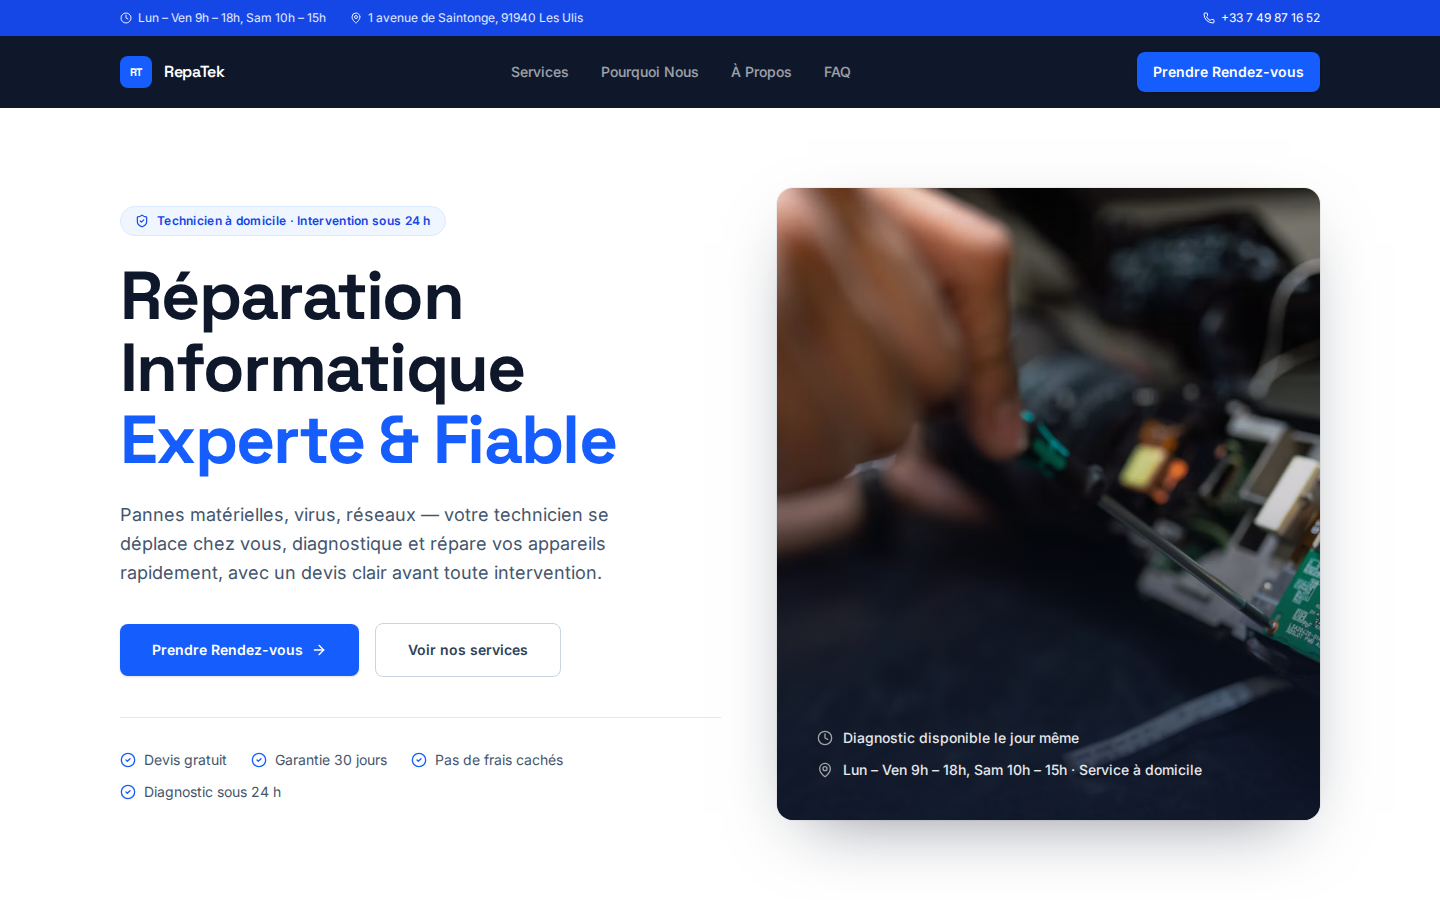 Lun – Ven 9h – 18h, Sam 10h – 15h
1 avenue de Saintonge, 91940 Les Ulis
+33 7 49 87 16 52
RT
RepaTek
Services
Pourquoi Nous
À Propos
FAQ
Prendre Rendez-vous
Technicien à domicile · Intervention sous 24 h
Réparation
Informatique
Experte & Fiable
Pannes matérielles, virus, réseaux — votre technicien se
déplace chez vous, diagnostique et répare vos appareils
rapidement, avec un devis clair avant toute intervention.
Prendre Rendez-vous
Voir nos services
Devis gratuit
Garantie 30 jours
Pas de frais cachés
Diagnostic sous 24 h
Diagnostic disponible le jour même
Lun – Ven 9h – 18h, Sam 10h – 15h · Service à domicile